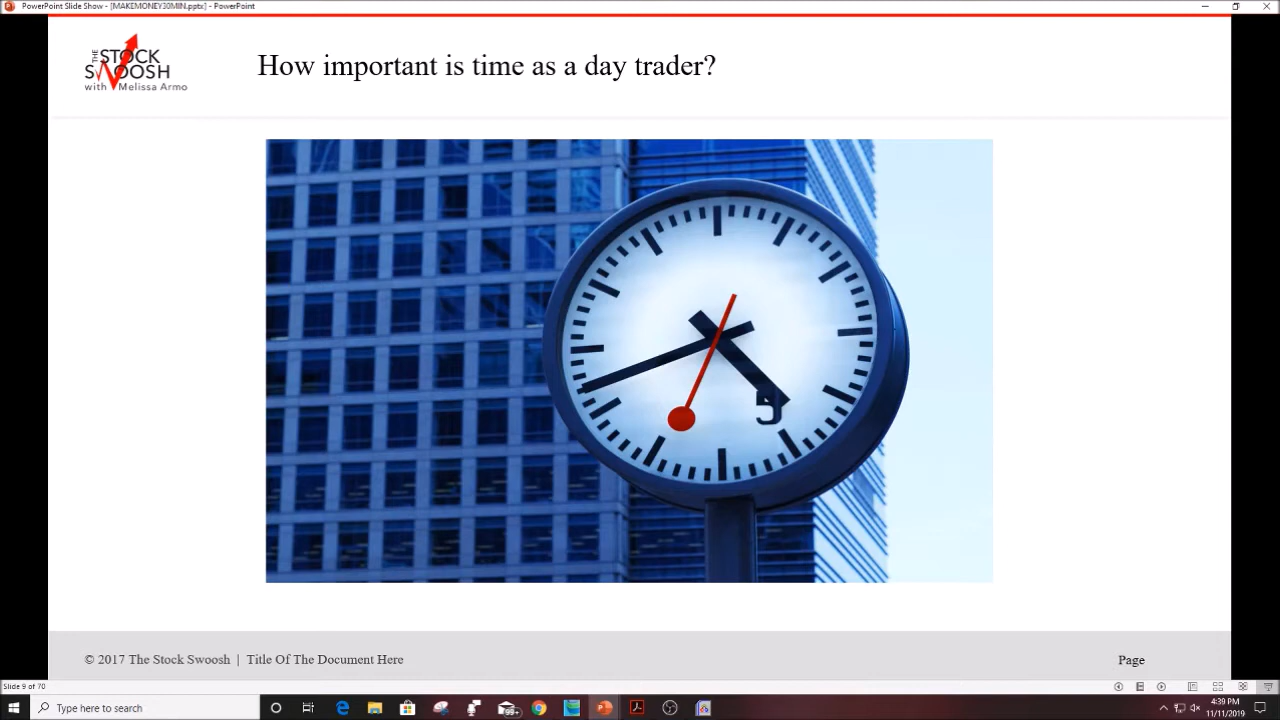 PowerPoint Slide Show - [MAKEMONEY30MIN.pptx] - PowerPoint
THE
STOCK
SWOOSH
with Melissa Armo
How important is time as a day trader?
5
© 2017 The Stock Swoosh | Title Of The Document Here
Page
Slide 9 of 70
Type here to search
99+
4:39 PM
11/11/2019